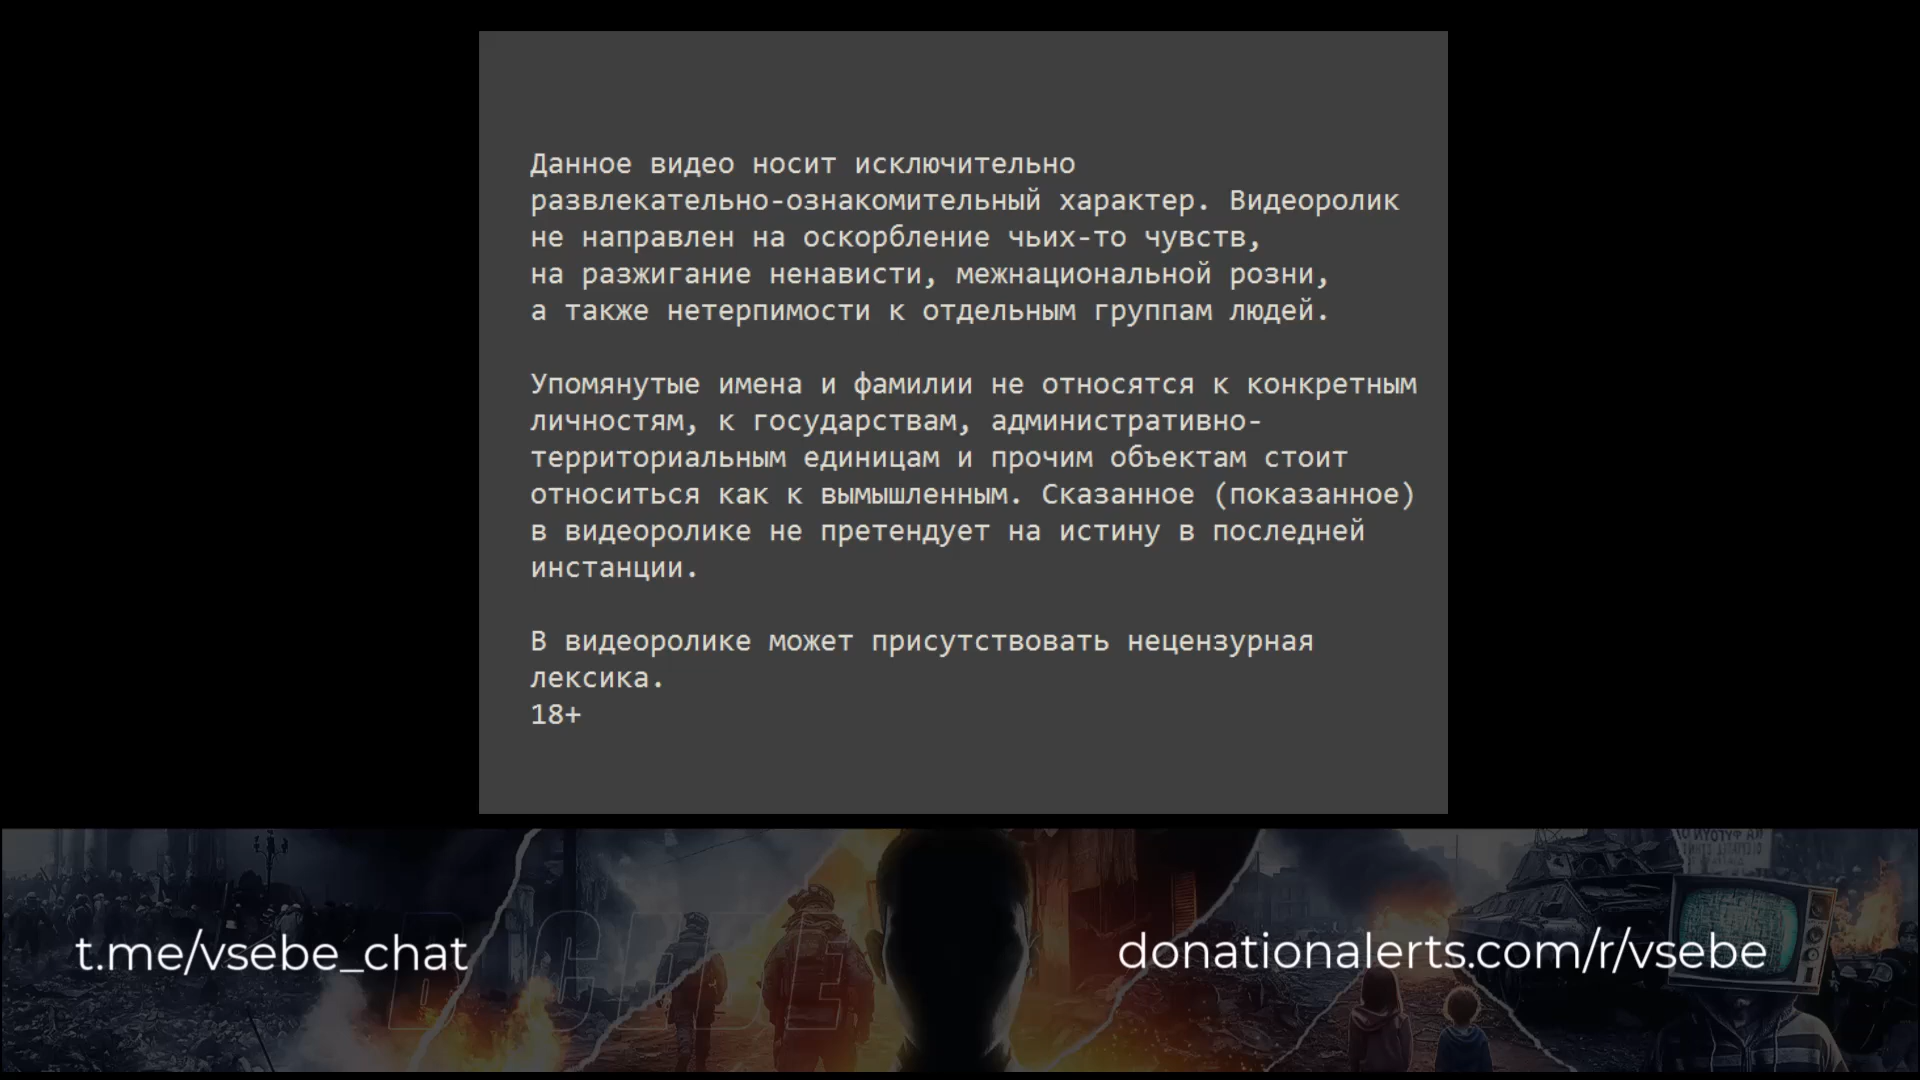 Данное видео носит исключительно
развлекательно-ознакомительный характер. Видеоролик
не направлен на оскорбление чьих-то чувств,
на разжигание ненависти, межнациональной розни,
а также нетерпимости к отдельным группам людей.
Упомянутые имена и фамилии не относятся к конкретным
личностям, к государствам, административно-
территориальным единицам и прочим объектам стоит
относиться как к вымышленным. Сказанное (показанное)
в видеоролике не претендует на истину в последней
инстанции.
В видеоролике может присутствовать нецензурная
лексика.
18+
t.me/vsebe_chat
donationalerts.com/r/vsebe